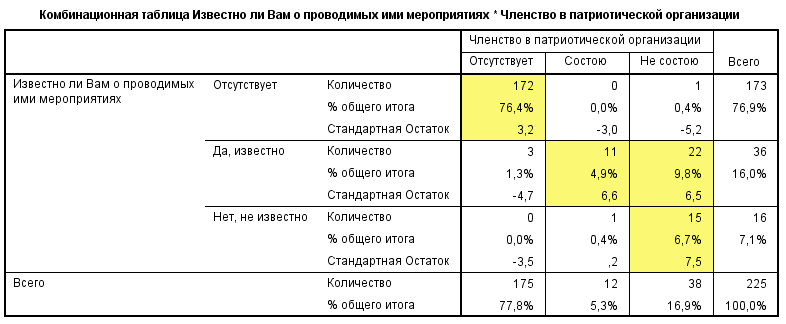 Комбинационная таблица Известно ли Вам о проводимых ими мероприятиях * Членство в патриотической организации
Членство в патриотической организации
Отсутствует Состою Не состою Всего
Известно ли Вам о проводимых Отсутствует Количество 172 0 1 173
ими мероприятиях % общего итога 76,4% 0,0% 0,4% 76,9%
Стандартная Остаток 3,2 -3,0 -5,2
Да, известно Количество 3 11 22 36
% общего итога 1,3% 4,9% 9,8% 16,0%
Стандартная Остаток -4,7 6,6 6,5
Нет, не известно Количество 0 1 15 16
% общего итога 0,0% 0,4% 6,7% 7,1%
Стандартная Остаток -3,5 ,2 7,5
Всего Количество 175 12 38 225
% общего итога 77,8% 5,3% 16,9% 100,0%